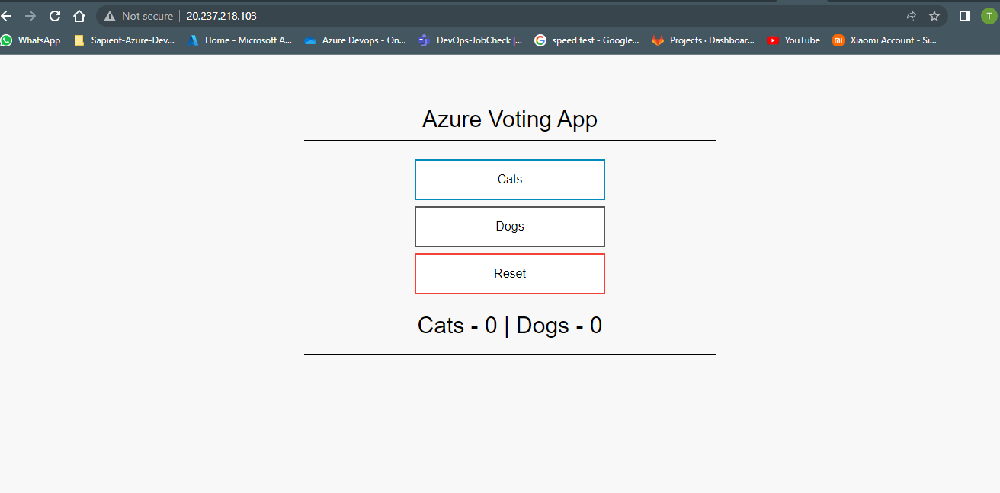 Not secure 20.237.218.103 T
WhatsApp Sapient-Azure-Dev... Home - Microsoft A... Azure Devops - On... DevOps-JobCheck |... speed test - Google... Projects · Dashboar... YouTube Xiaomi Account - Si...
Azure Voting App
Cats
Dogs
Reset
Cats - 0 | Dogs - 0